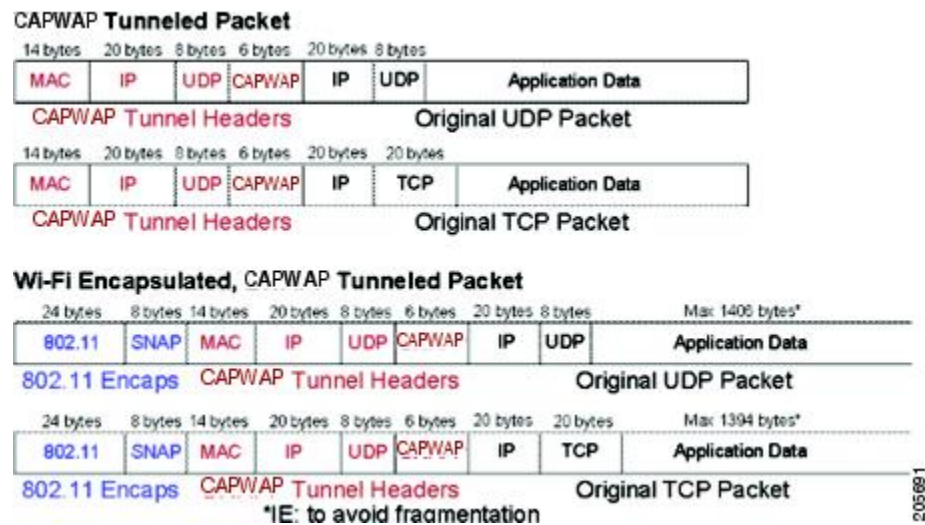 CAPWAP Tunneled Packet
14 bytes 20 bytes 8 bytes 6 bytes 20 bytes 8 bytes
MAC IP UDP CAPWAP IP UDP Application Data
CAPWAP Tunnel Headers Original UDP Packet
14 bytes 20 bytes 8 bytes 6 bytes 20 bytes 20 bytes
MAC IP UDP CAPWAP IP TCP Application Data
CAPWAP Tunnel Headers Original TCP Packet
Wi-Fi Encapsulated, CAPWAP Tunneled Packet
24 bytes 8 bytes 14 bytes 20 bytes 8 bytes 6 bytes 20 bytes 8 bytes Max 1406 bytes*
802.11 SNAP MAC IP UDP CAPWAP IP UDP Application Data
802.11 Encaps CAPWAP Tunnel Headers Original UDP Packet
24 bytes 8 bytes 14 bytes 20 bytes 8 bytes 6 bytes 20 bytes 20 bytes Max 1394 bytes*
802.11 SNAP MAC IP UDP CAPWAP IP TCP Application Data
802.11 Encaps CAPWAP Tunnel Headers Original TCP Packet
*IE: to avoid fragmentation
205691